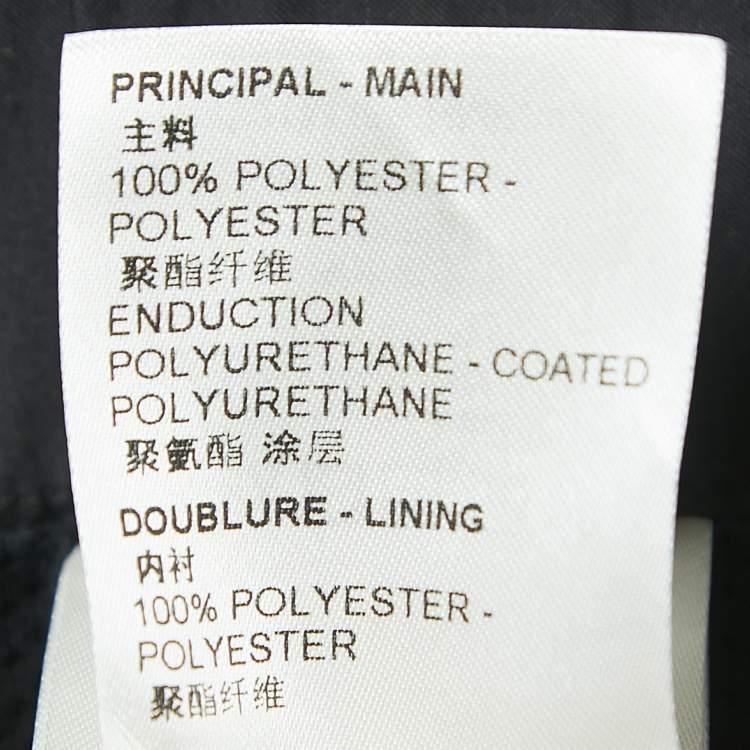 PRINCIPAL - MAIN
主料
100% POLYESTER -
POLYESTER
聚酯纤维
ENDUCTION
POLYURETHANE - COATED
POLYURETHANE
聚氨酯 涂层
DOUBLURE - LINING
内衬
100% POLYESTER -
POLYESTER
聚酯纤维